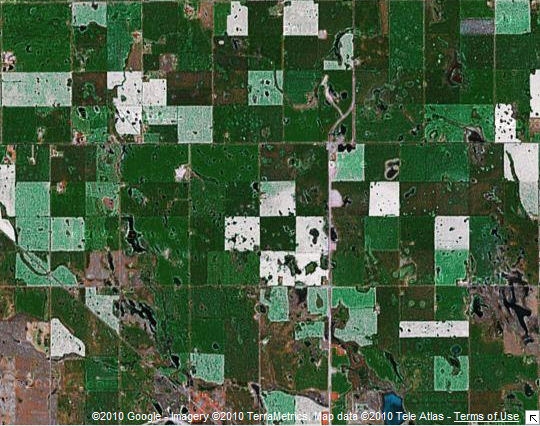 ©2010 Google - Imagery ©2010 TerraMetrics, Map data ©2010 Tele Atlas - Terms of Use